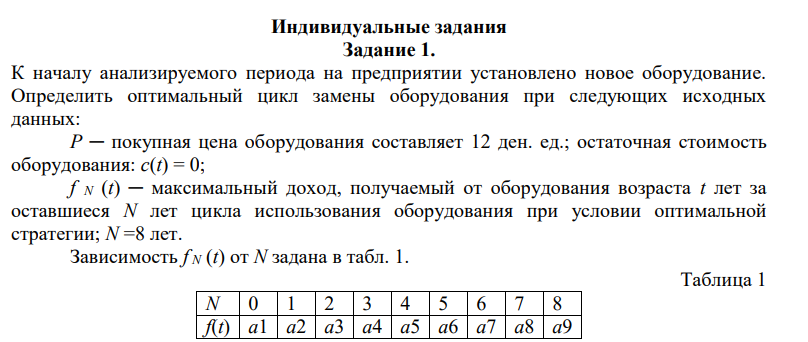 Индивидуальные задания
Задание 1.
К началу анализируемого периода на предприятии установлено новое оборудование.
Определить оптимальный цикл замены оборудования при следующих исходных
данных:
P — покупная цена оборудования составляет 12 ден. ед.; остаточная стоимость
оборудования: c(t) = 0;
f N (t) — максимальный доход, получаемый от оборудования возраста t лет за
оставшиеся N лет цикла использования оборудования при условии оптимальной
стратегии; N =8 лет.
Зависимость f N (t) от N задана в табл. 1.
Таблица 1
N 0 1 2 3 4 5 6 7 8
f(t) a1 a2 a3 a4 a5 a6 a7 a8 a9